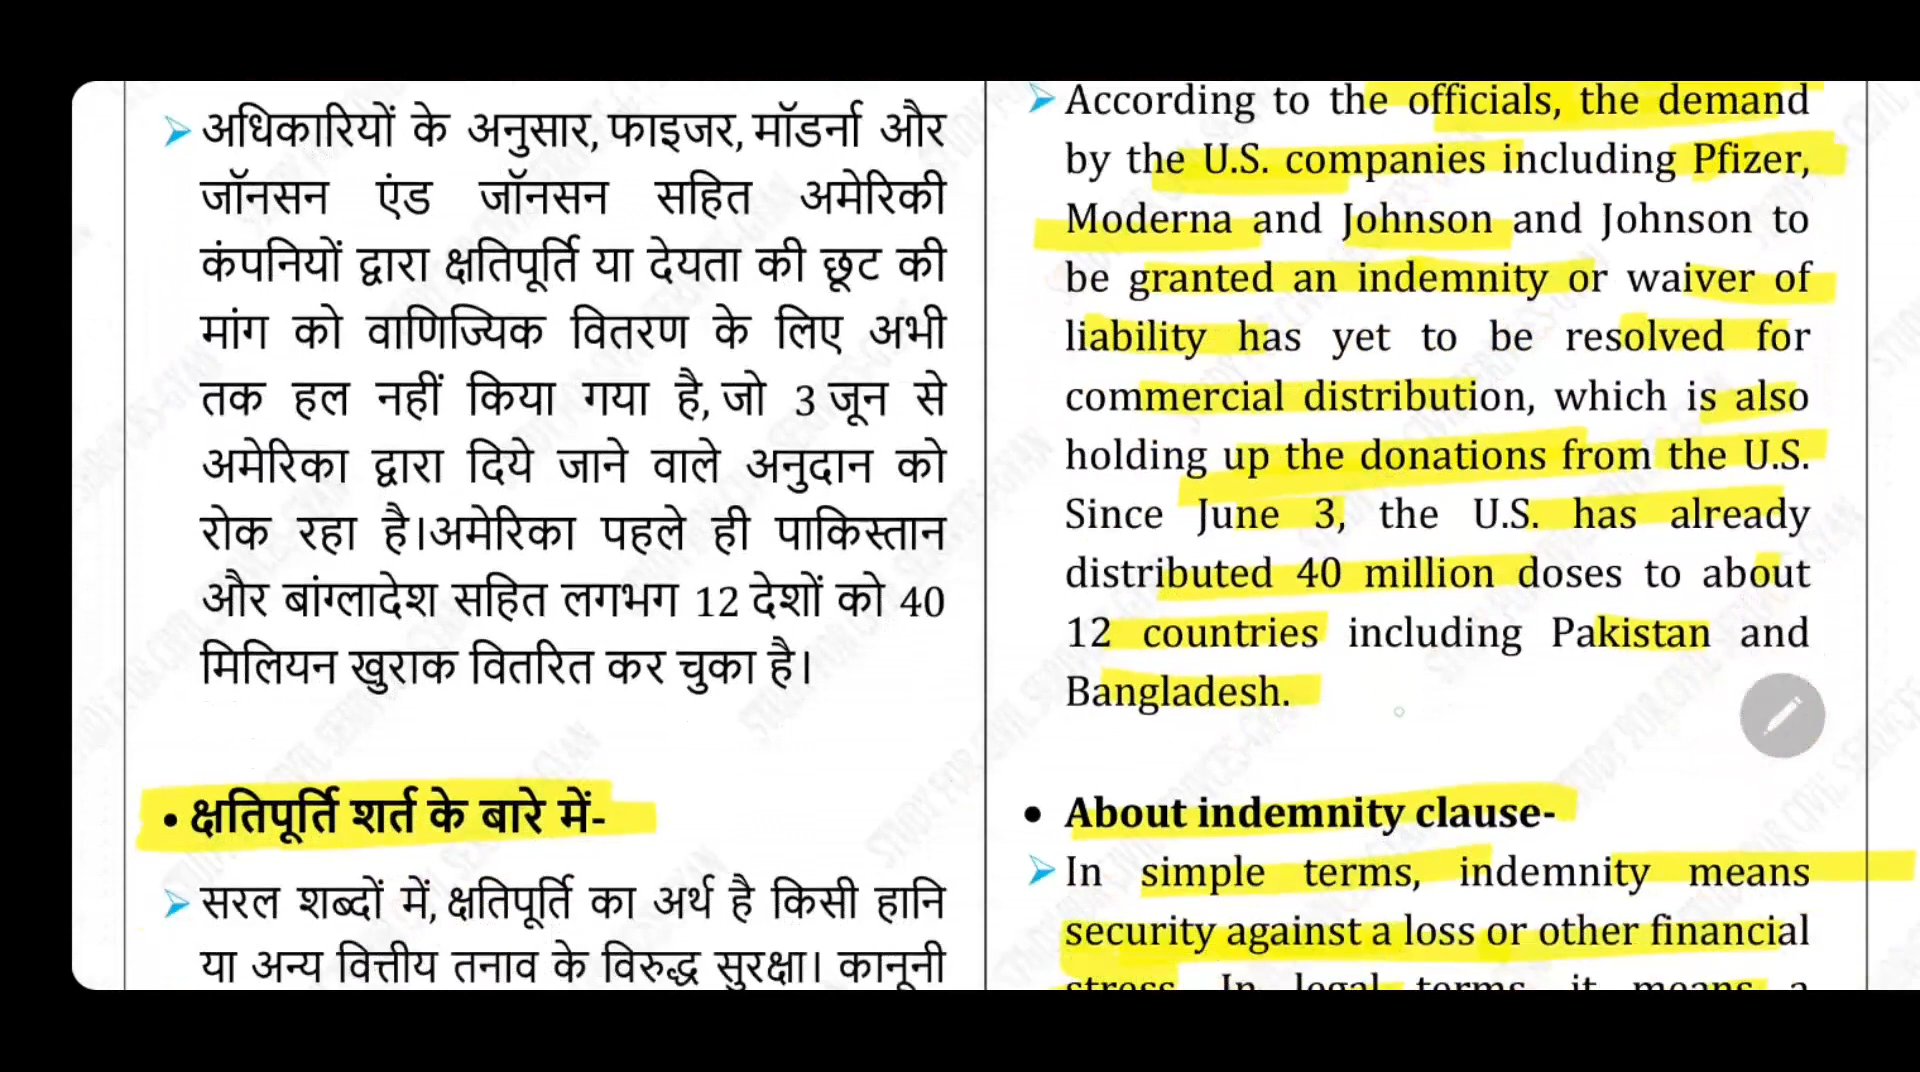 ➢ अधिकारियों के अनुसार, फाइजर, मॉडर्ना और
जॉनसन एंड जॉनसन सहित अमेरिकी
कंपनियों द्वारा क्षतिपूर्ति या देयता की छूट की
मांग को वाणिज्यिक वितरण के लिए अभी
तक हल नहीं किया गया है, जो 3 जून से
अमेरिका द्वारा दिये जाने वाले अनुदान को
रोक रहा है।अमेरिका पहले ही पाकिस्तान
और बांग्लादेश सहित लगभग 12 देशों को 40
मिलियन खुराक वितरित कर चुका है।
• क्षतिपूर्ति शर्त के बारे में-
➢ सरल शब्दों में, क्षतिपूर्ति का अर्थ है किसी हानि
या अन्य वित्तीय तनाव के विरुद्ध सुरक्षा। कानूनी
➢ According to the officials, the demand
by the U.S. companies including Pfizer,
Moderna and Johnson and Johnson to
be granted an indemnity or waiver of
liability has yet to be resolved for
commercial distribution, which is also
holding up the donations from the U.S.
Since June 3, the U.S. has already
distributed 40 million doses to about
12 countries including Pakistan and
Bangladesh.
• About indemnity clause-
➢ In simple terms, indemnity means
security against a loss or other financial
stress. In legal terms, it means a